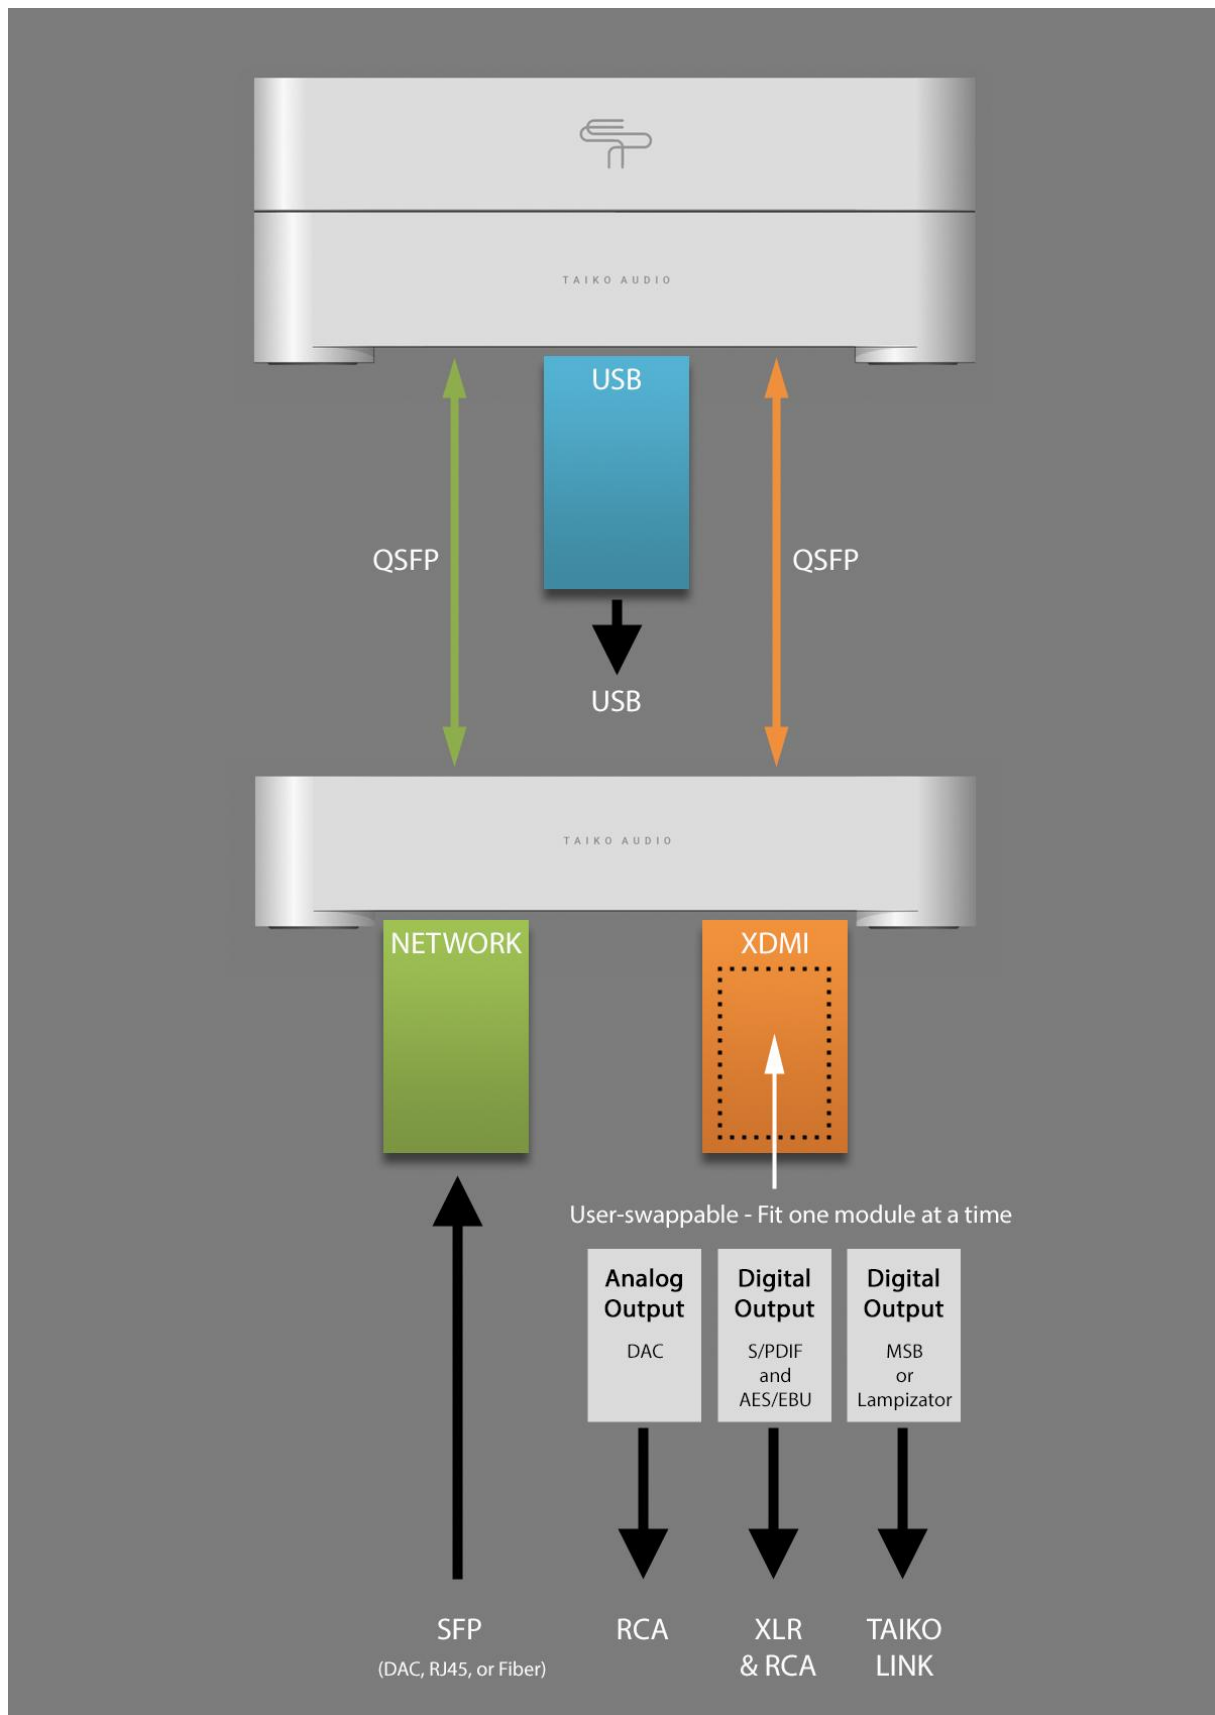 TAIKO AUDIO
USB
QSFP
QSFP
USB
TAIKO AUDIO
NETWORK
XDMI
User-swappable - Fit one module at a time
Analog
Output
DAC
Digital
Output
S/PDIF
and
AES/EBU
Digital
Output
MSB
or
Lampizator
SFP
(DAC, RJ45, or Fiber)
RCA
XLR
& RCA
TAIKO
LINK